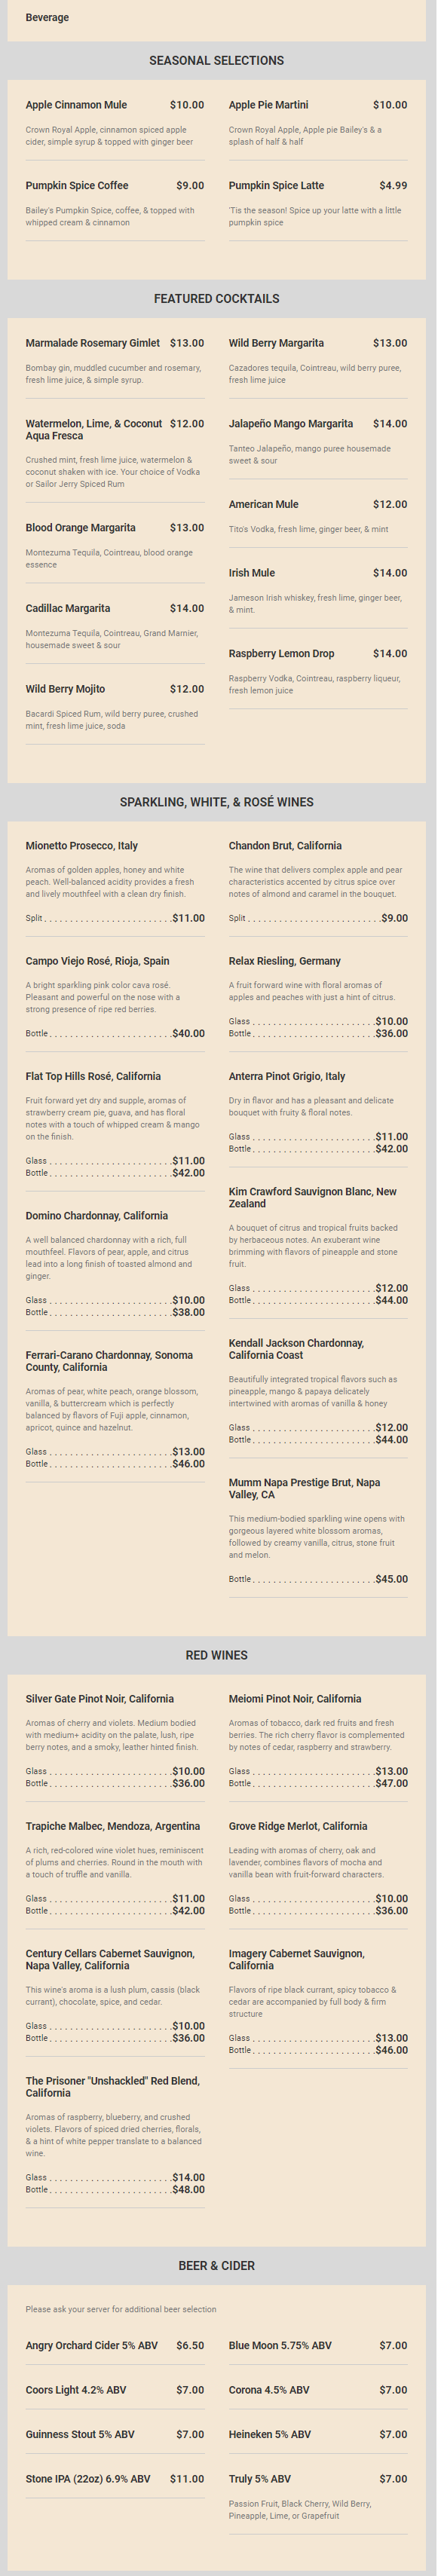 Beverage
SEASONAL SELECTIONS
Apple Cinnamon Mule $10.00
Crown Royal Apple, cinnamon spiced apple
cider, simple syrup & topped with ginger beer
Pumpkin Spice Coffee $9.00
Bailey's Pumpkin Spice, coffee, & topped with
whipped cream & cinnamon
Apple Pie Martini $10.00
Crown Royal Apple, Apple pie Bailey's & a
splash of half & half
Pumpkin Spice Latte $4.99
'Tis the season! Spice up your latte with a little
pumpkin spice
FEATURED COCKTAILS
Marmalade Rosemary Gimlet $13.00
Bombay gin, muddled cucumber and rosemary,
fresh lime juice, & simple syrup.
Watermelon, Lime, & Coconut $12.00
Aqua Fresca
Crushed mint, fresh lime juice, watermelon &
coconut shaken with ice. Your choice of Vodka
or Sailor Jerry Spiced Rum
Blood Orange Margarita $13.00
Montezuma Tequila, Cointreau, blood orange
essence
Cadillac Margarita $14.00
Montezuma Tequila, Cointreau, Grand Marnier,
housemade sweet & sour
Wild Berry Mojito $12.00
Bacardi Spiced Rum, wild berry puree, crushed
mint, fresh lime juice, soda
Wild Berry Margarita $13.00
Cazadores tequila, Cointreau, wild berry puree,
fresh lime juice
Jalapeño Mango Margarita $14.00
Tanteo Jalapeño, mango puree housemade
sweet & sour
American Mule $12.00
Tito's Vodka, fresh lime, ginger beer, & mint
Irish Mule $14.00
Jameson Irish whiskey, fresh lime, ginger beer,
& mint.
Raspberry Lemon Drop $14.00
Raspberry Vodka, Cointreau, raspberry liqueur,
fresh lemon juice
SPARKLING, WHITE, & ROSÉ WINES
Mionetto Prosecco, Italy
Aromas of golden apples, honey and white
peach. Well-balanced acidity provides a fresh
and lively mouthfeel with a clean dry finish.
Split $11.00
Campo Viejo Rosé, Rioja, Spain
A bright sparkling pink color cava rosé.
Pleasant and powerful on the nose with a
strong presence of ripe red berries.
Bottle $40.00
Flat Top Hills Rosé, California
Fruit forward yet dry and supple, aromas of
strawberry cream pie, guava, and has floral
notes with a touch of whipped cream & mango
on the finish.
Glass $11.00
Bottle $42.00
Domino Chardonnay, California
A well balanced chardonnay with a rich, full
mouthfeel. Flavors of pear, apple, and citrus
lead into a long finish of toasted almond and
ginger.
Glass $10.00
Bottle $38.00
Ferrari-Carano Chardonnay, Sonoma
County, California
Aromas of pear, white peach, orange blossom,
vanilla, & buttercream which is perfectly
balanced by flavors of Fuji apple, cinnamon,
apricot, quince and hazelnut.
Glass $13.00
Bottle $46.00
Chandon Brut, California
The wine that delivers complex apple and pear
characteristics accented by citrus spice over
notes of almond and caramel in the bouquet.
Split $9.00
Relax Riesling, Germany
A fruit forward wine with floral aromas of
apples and peaches with just a hint of citrus.
Glass $10.00
Bottle $36.00
Anterra Pinot Grigio, Italy
Dry in flavor and has a pleasant and delicate
bouquet with fruity & floral notes.
Glass $11.00
Bottle $42.00
Kim Crawford Sauvignon Blanc, New
Zealand
A bouquet of citrus and tropical fruits backed
by herbaceous notes. An exuberant wine
brimming with flavors of pineapple and stone
fruit.
Glass $12.00
Bottle $44.00
Kendall Jackson Chardonnay,
California Coast
Beautifully integrated tropical flavors such as
pineapple, mango & papaya delicately
intertwined with aromas of vanilla & honey
Glass $12.00
Bottle $44.00
Mumm Napa Prestige Brut, Napa
Valley, CA
This medium-bodied sparkling wine opens with
gorgeous layered white blossom aromas,
followed by creamy vanilla, citrus, stone fruit
and melon.
Bottle $45.00
RED WINES
Silver Gate Pinot Noir, California
Aromas of cherry and violets. Medium bodied
with medium+ acidity on the palate, lush, ripe
berry notes, and a smoky, leather hinted finish.
Glass $10.00
Bottle $36.00
Trapiche Malbec, Mendoza, Argentina
A rich, red-colored wine violet hues, reminiscent
of plums and cherries. Round in the mouth with
a touch of truffle and vanilla.
Glass $11.00
Bottle $42.00
Century Cellars Cabernet Sauvignon,
Napa Valley, California
This wine's aroma is a lush plum, cassis (black
currant), chocolate, spice, and cedar.
Glass $10.00
Bottle $36.00
The Prisoner "Unshackled" Red Blend,
California
Aromas of raspberry, blueberry, and crushed
violets. Flavors of spiced dried cherries, florals,
& a hint of white pepper translate to a balanced
wine.
Glass $14.00
Bottle $48.00
Meiomi Pinot Noir, California
Aromas of tobacco, dark red fruits and fresh
berries. The rich cherry flavor is complemented
by notes of cedar, raspberry and strawberry.
Glass $13.00
Bottle $47.00
Grove Ridge Merlot, California
Leading with aromas of cherry, oak and
lavender, combines flavors of mocha and
vanilla bean with fruit-forward characters.
Glass $10.00
Bottle $36.00
Imagery Cabernet Sauvignon,
California
Flavors of ripe black currant, spicy tobacco &
cedar are accompanied by full body & firm
structure
Glass $13.00
Bottle $46.00
BEER & CIDER
Please ask your server for additional beer selection
Angry Orchard Cider 5% ABV $6.50
Coors Light 4.2% ABV $7.00
Guinness Stout 5% ABV $7.00
Stone IPA (22oz) 6.9% ABV $11.00
Blue Moon 5.75% ABV $7.00
Corona 4.5% ABV $7.00
Heineken 5% ABV $7.00
Truly 5% ABV $7.00
Passion Fruit, Black Cherry, Wild Berry,
Pineapple, Lime, or Grapefruit